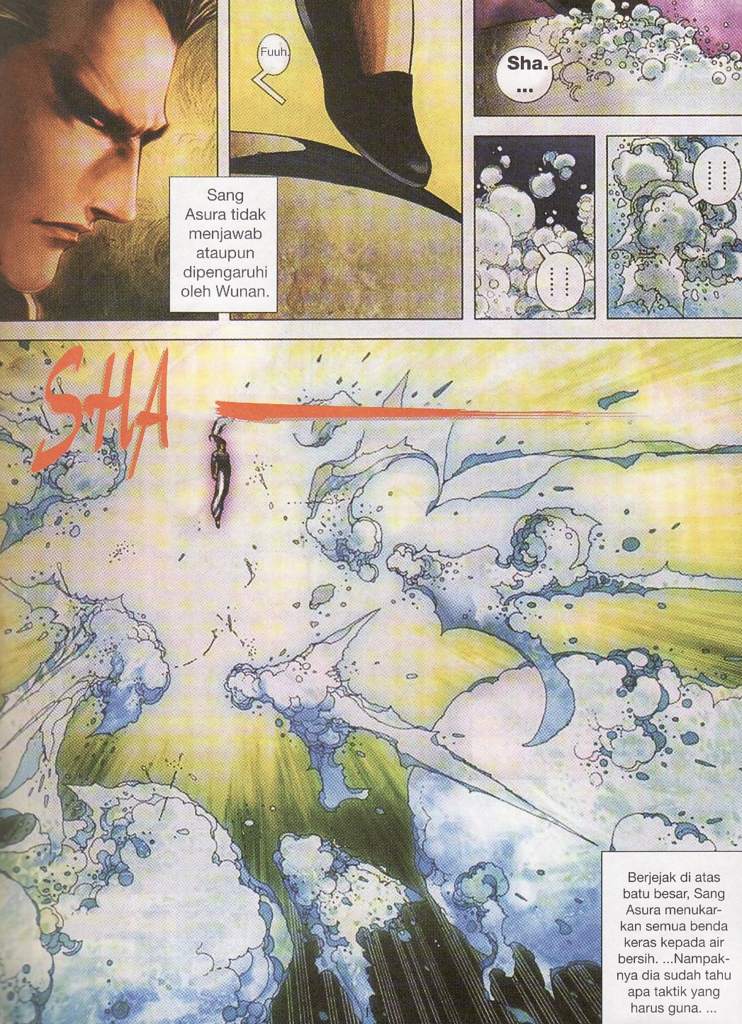 Fuuh.
Sha.
...
Sang
Asura tidak
menjawab
ataupun
dipengaruhi
oleh Wunan.
SHA
Berjejak di atas
batu besar, Sang
Asura menukar-
kan semua benda
keras kepada air
bersih. ...Nampak-
nya dia sudah tahu
apa taktik yang
harus guna. ...